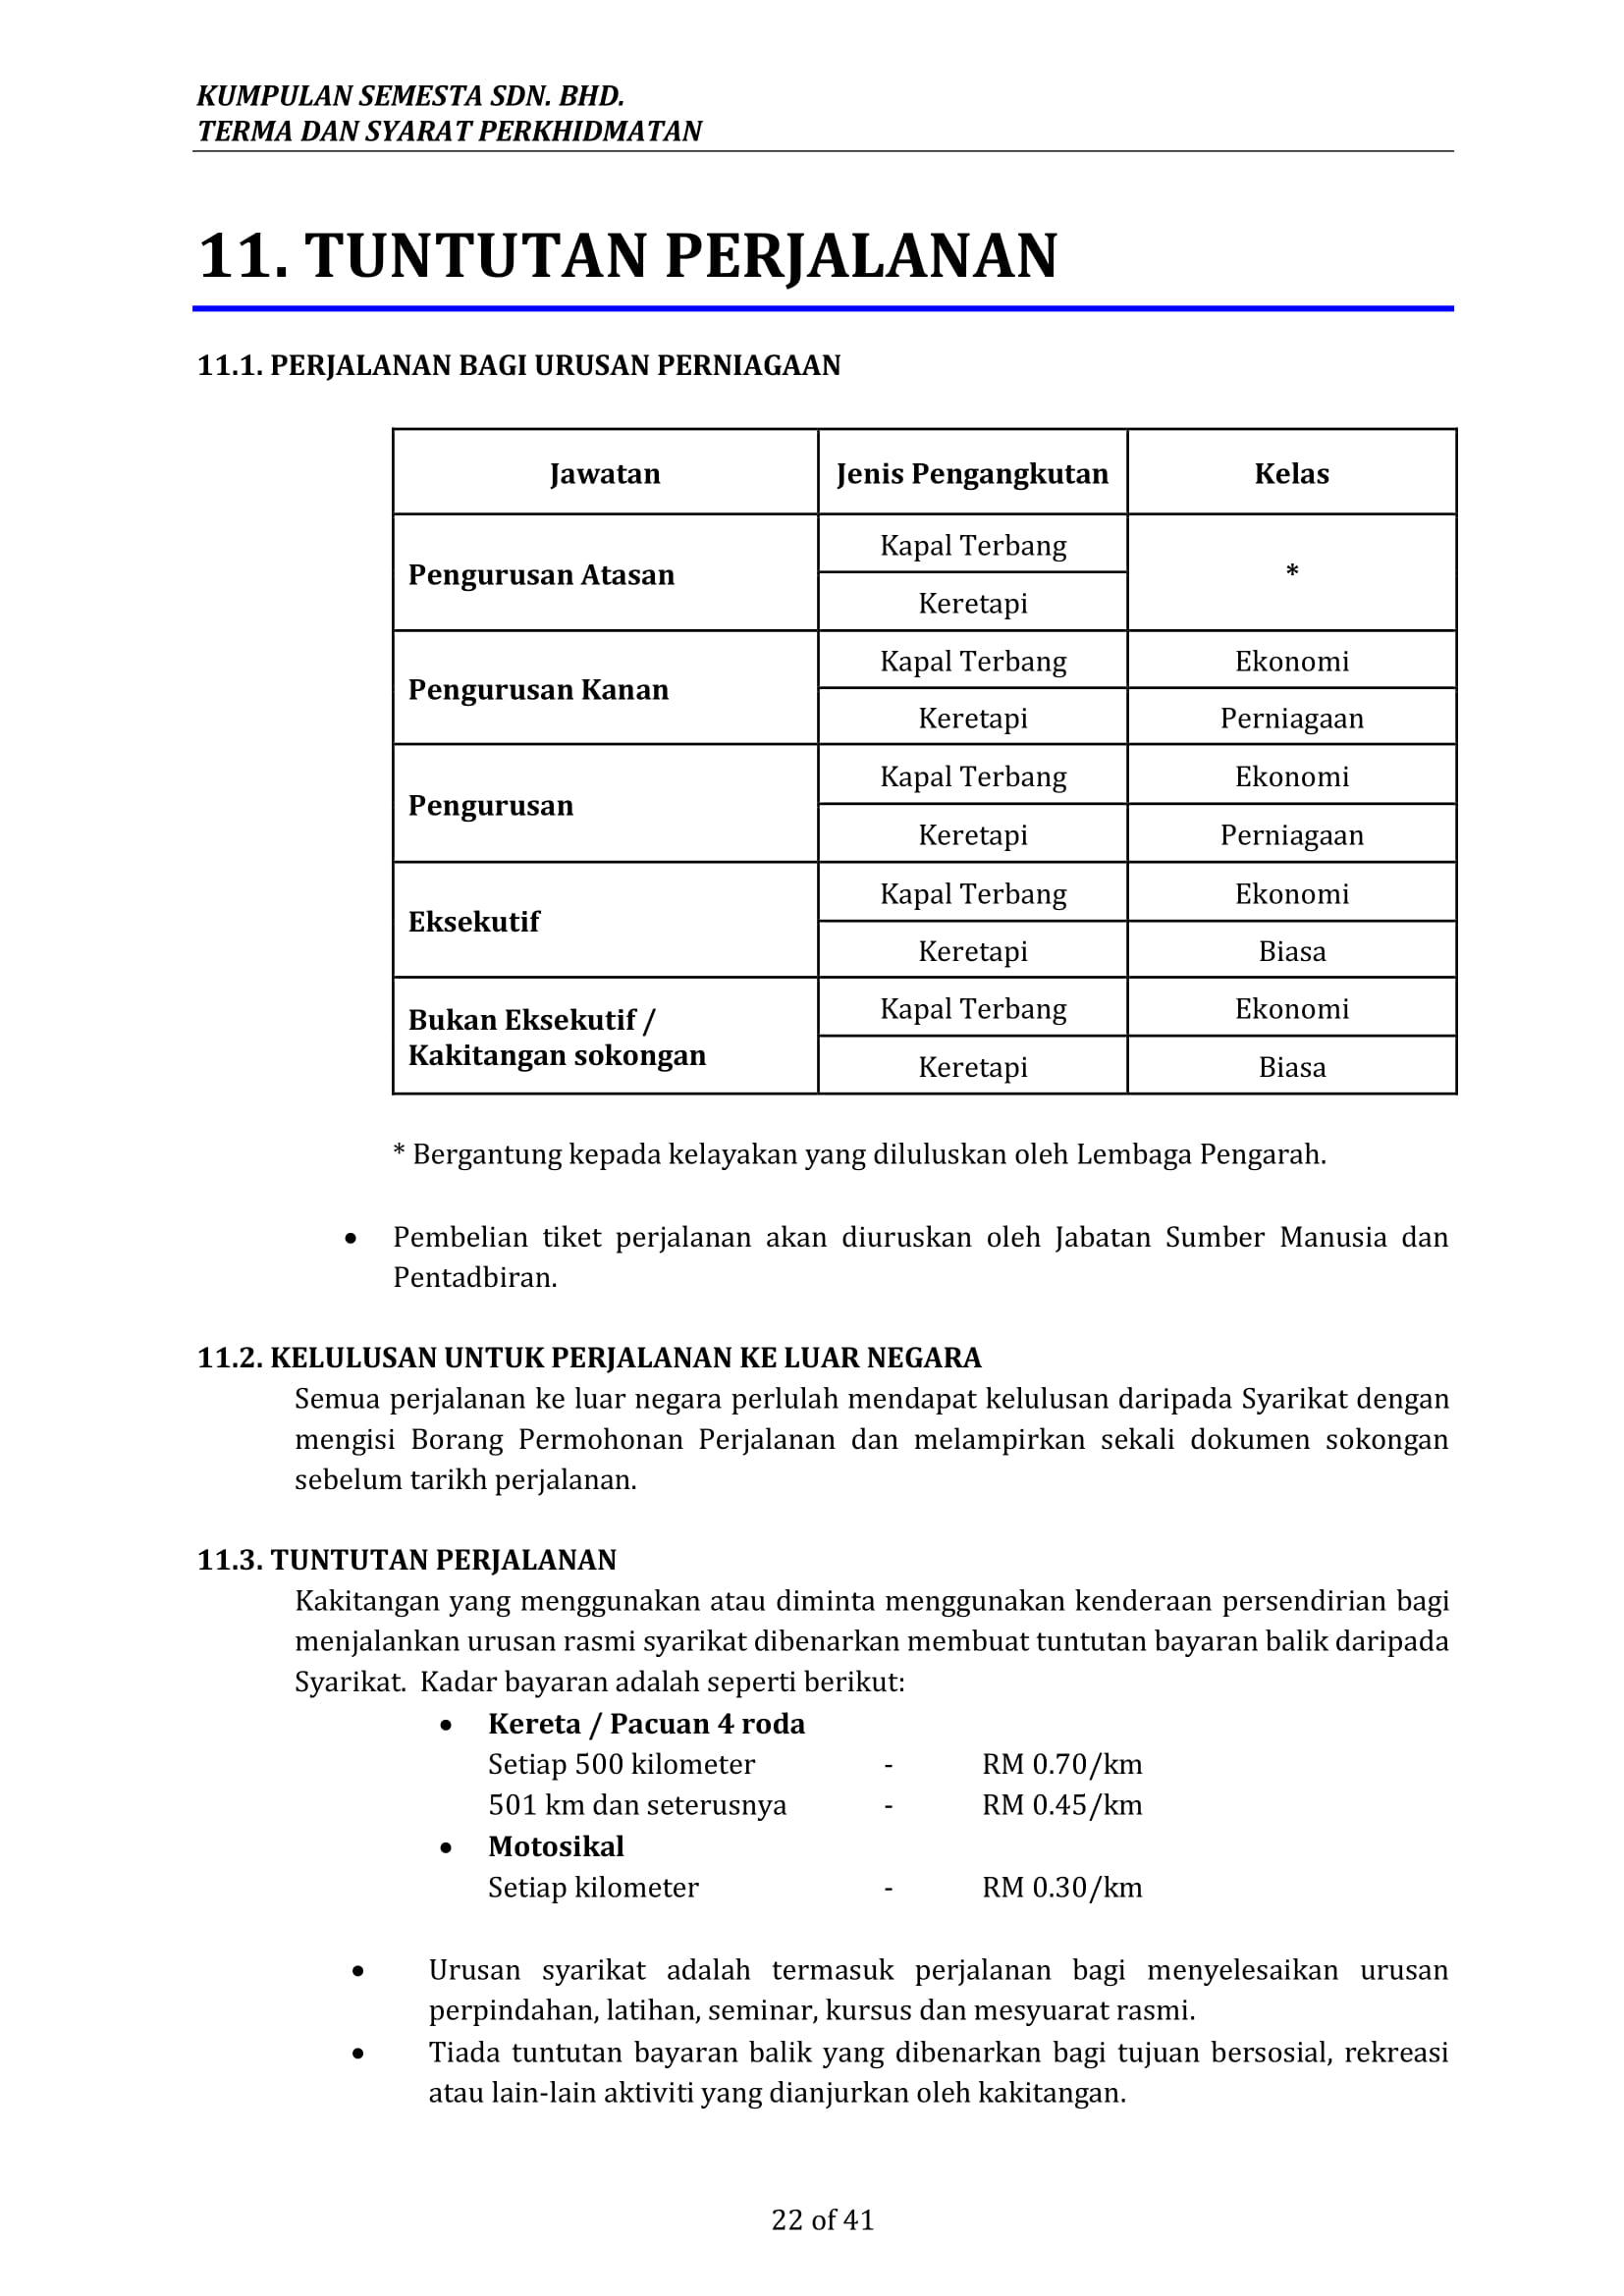 KUMPULAN SEMESTA SDN. BHD.
TERMA DAN SYARAT PERKHIDMATAN
11. TUNTUTAN PERJALANAN
11.1. PERJALANAN BAGI URUSAN PERNIAGAAN
Jawatan Jenis Pengangkutan Kelas
Pengurusan Atasan
Kapal Terbang
*
Keretapi
Pengurusan Kanan
Kapal Terbang Ekonomi
Keretapi Perniagaan
Pengurusan
Kapal Terbang Ekonomi
Keretapi Perniagaan
Eksekutif
Kapal Terbang Ekonomi
Keretapi Biasa
Bukan Eksekutif /
Kakitangan sokongan
Kapal Terbang Ekonomi
Keretapi Biasa
* Bergantung kepada kelayakan yang diluluskan oleh Lembaga Pengarah.
• Pembelian tiket perjalanan akan diuruskan oleh Jabatan Sumber Manusia dan
Pentadbiran.
11.2. KELULUSAN UNTUK PERJALANAN KE LUAR NEGARA
Semua perjalanan ke luar negara perlulah mendapat kelulusan daripada Syarikat dengan
mengisi Borang Permohonan Perjalanan dan melampirkan sekali dokumen sokongan
sebelum tarikh perjalanan.
11.3. TUNTUTAN PERJALANAN
Kakitangan yang menggunakan atau diminta menggunakan kenderaan persendirian bagi
menjalankan urusan rasmi syarikat dibenarkan membuat tuntutan bayaran balik daripada
Syarikat. Kadar bayaran adalah seperti berikut:
• Kereta / Pacuan 4 roda
Setiap 500 kilometer - RM 0.70/km
501 km dan seterusnya - RM 0.45/km
• Motosikal
Setiap kilometer - RM 0.30/km
• Urusan syarikat adalah termasuk perjalanan bagi menyelesaikan urusan
perpindahan, latihan, seminar, kursus dan mesyuarat rasmi.
• Tiada tuntutan bayaran balik yang dibenarkan bagi tujuan bersosial, rekreasi
atau lain-lain aktiviti yang dianjurkan oleh kakitangan.
22 of 41